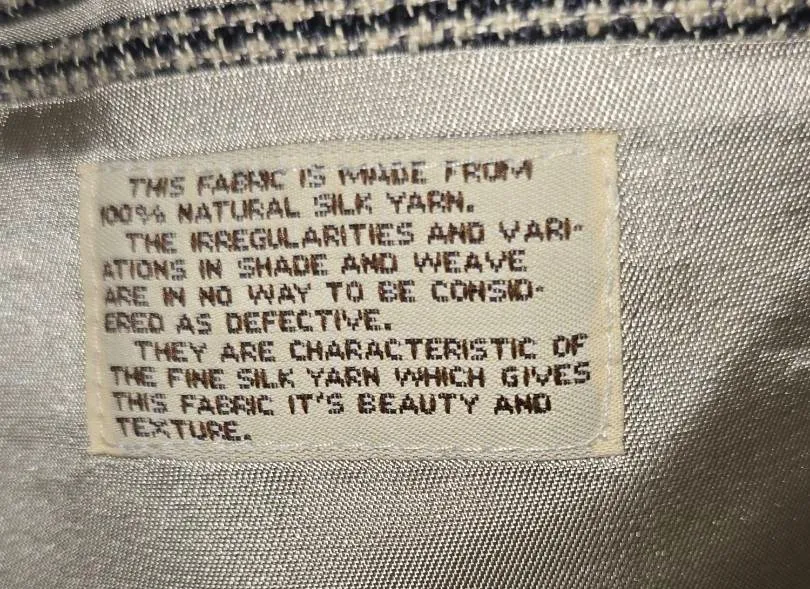 THIS FABRIC IS MADE FROM
100% NATURAL SILK YARN.
THE IRREGULARITIES AND VARI-
ATIONS IN SHADE AND WEAVE
ARE IN NO WAY TO BE CONSID-
ERED AS DEFECTIVE.
THEY ARE CHARACTERISTIC OF
THE FINE SILK YARN WHICH GIVES
THIS FABRIC IT'S BEAUTY AND
TEXTURE.